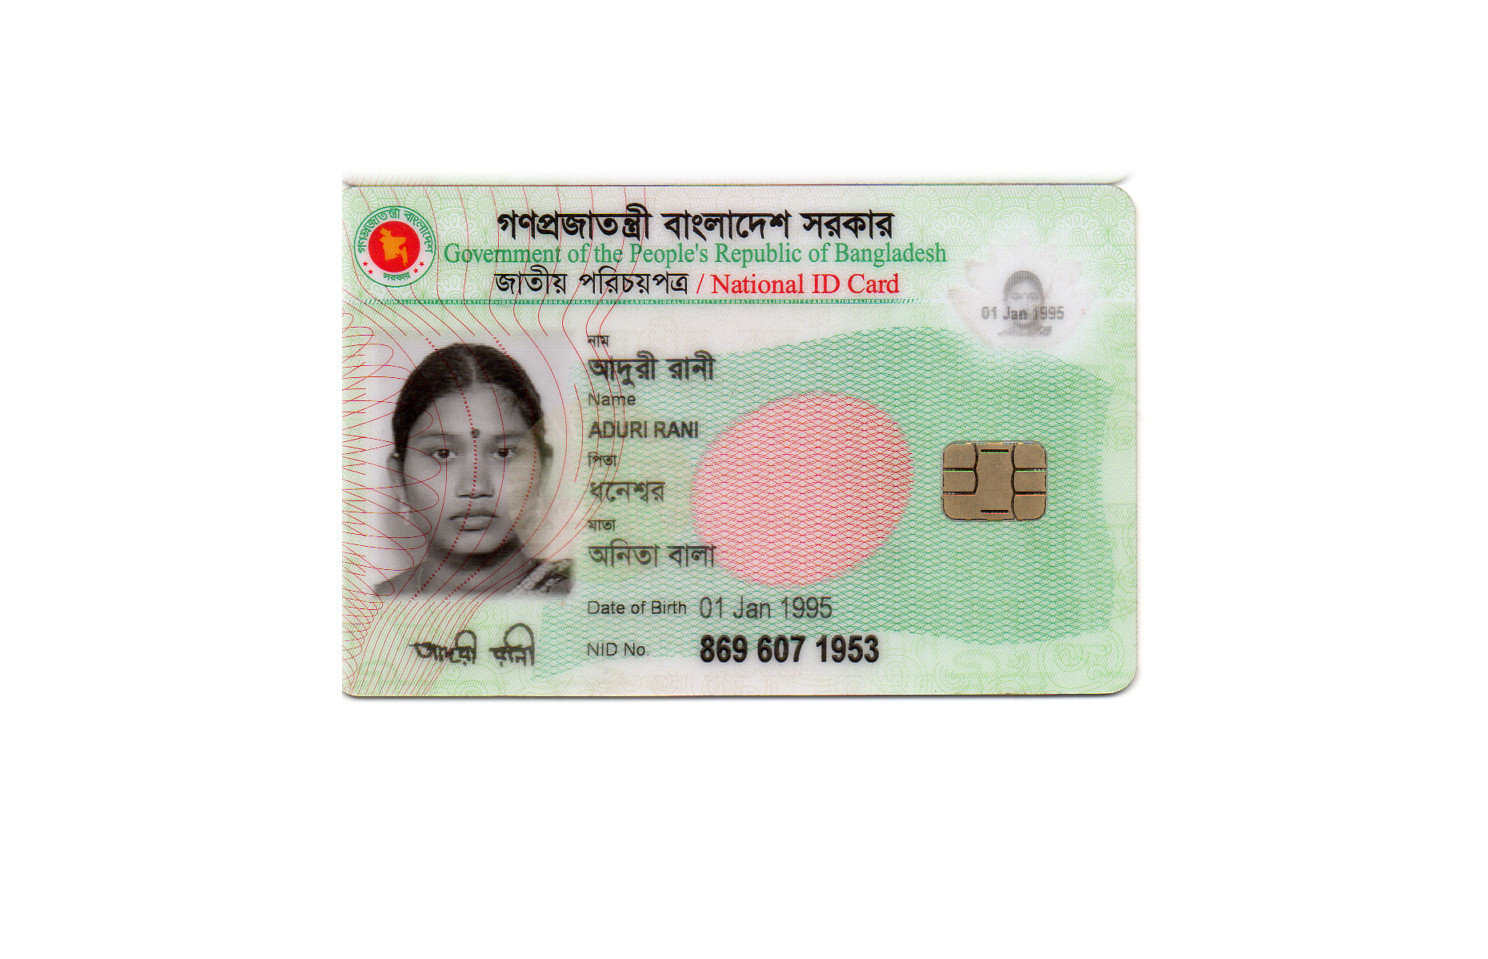 গণপ্রজাতন্ত্রী বাংলাদেশ সরকার
Government of the People's Republic of Bangladesh
জাতীয় পরিচয়পত্র / National ID Card
গণপ্রজাতন্ত্রী বাংলাদেশ
সরকার
01 Jan 1995
নাম
আদুরী রানী
Name
ADURI RANI
পিতা
ধনেশ্বর
মাতা
অনিতা বালা
Date of Birth 01 Jan 1995
আদুরী রানী
NID No. 869 607 1953